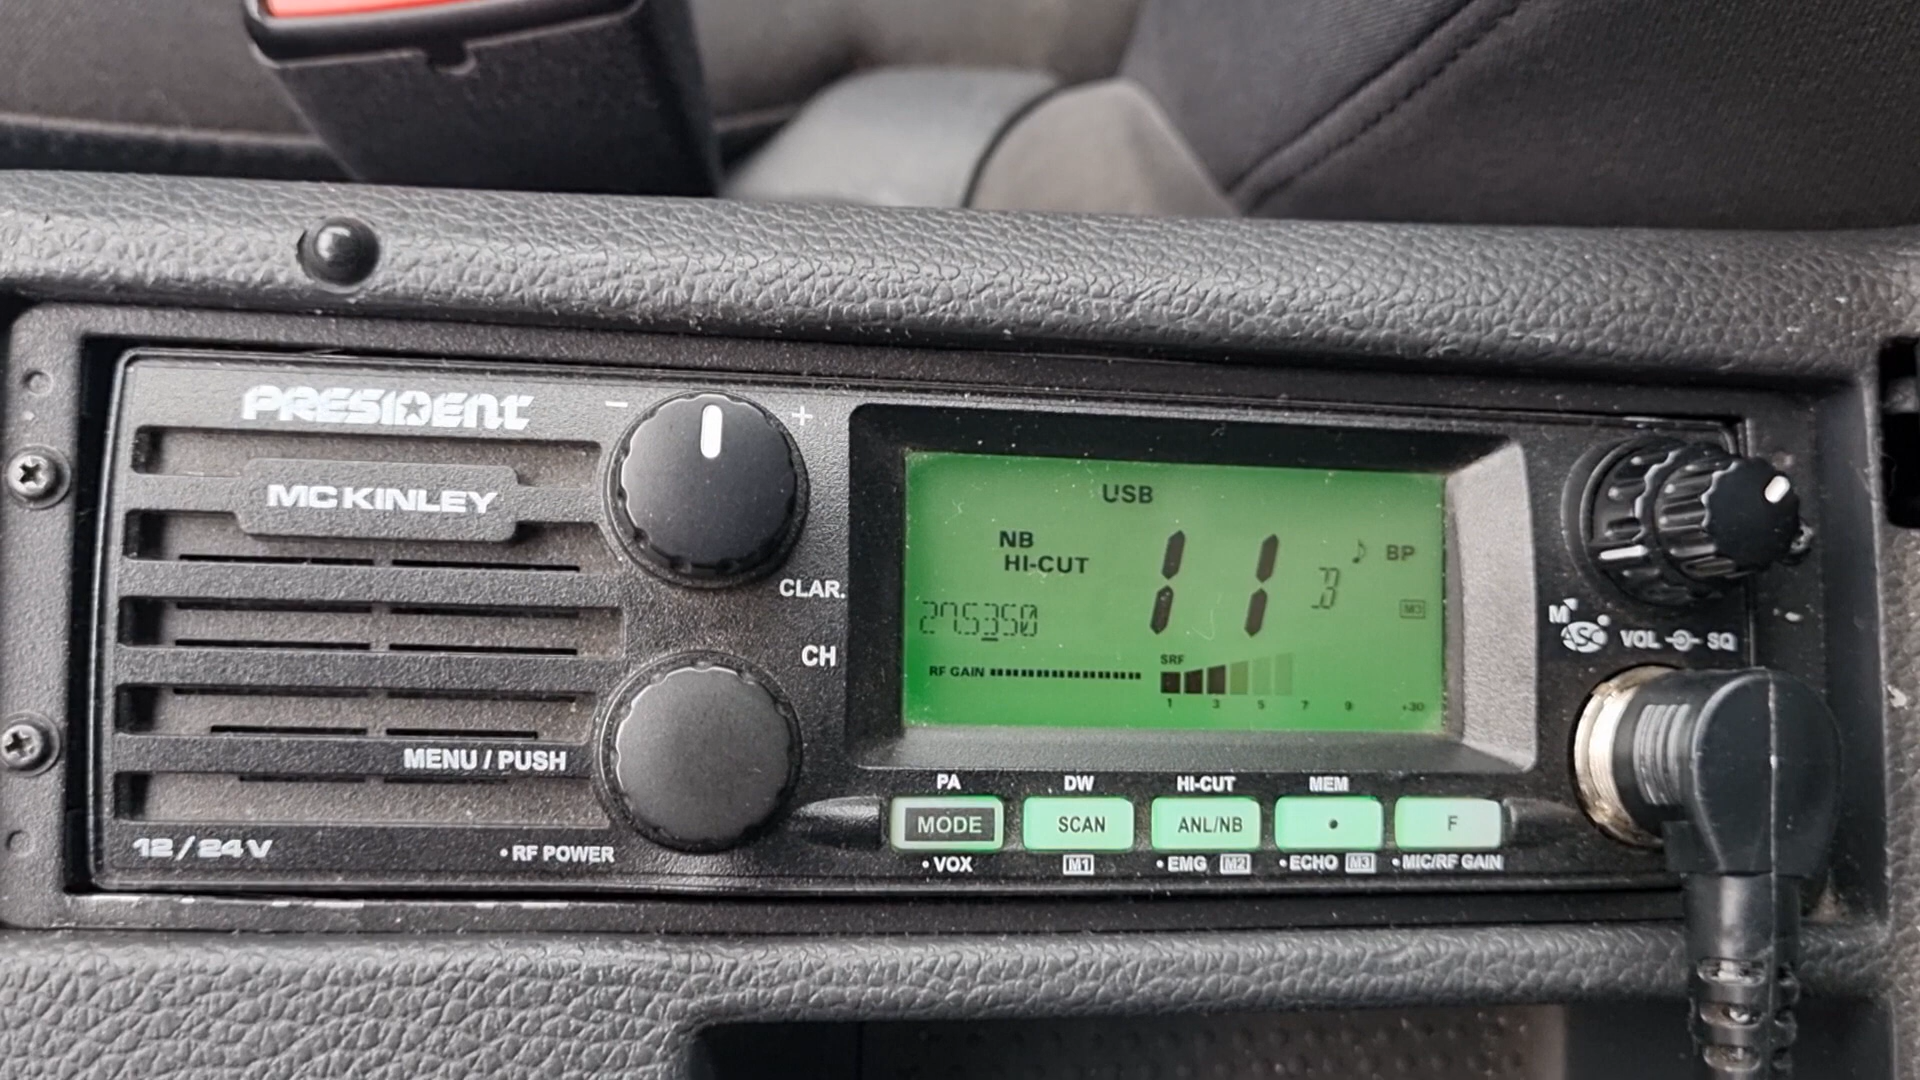 PRESIDENT
MC KINLEY
− +
CLAR.
CH
MENU / PUSH
12/24V
• RF POWER
USB
NB
HI-CUT
27.5350
11
B
♪ BP
M3
RF GAIN
SRF
1 3 5 7 9 +30
PA DW HI-CUT MEM
MODE SCAN ANL/NB • F
• VOX M1 • EMG M2 • ECHO M3 • MIC/RF GAIN
M
ASC VOL SQ